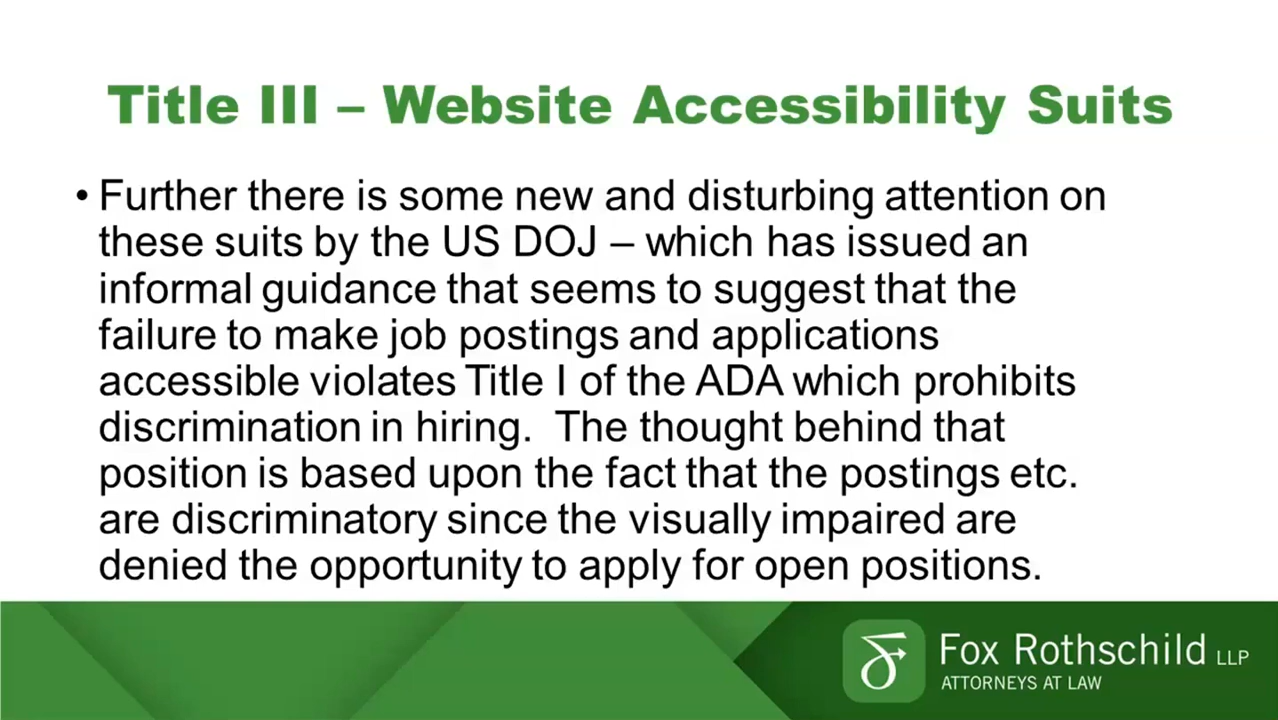 Title III – Website Accessibility Suits
• Further there is some new and disturbing attention on
these suits by the US DOJ – which has issued an
informal guidance that seems to suggest that the
failure to make job postings and applications
accessible violates Title I of the ADA which prohibits
discrimination in hiring.  The thought behind that
position is based upon the fact that the postings etc.
are discriminatory since the visually impaired are
denied the opportunity to apply for open positions.
Fox Rothschild LLP
ATTORNEYS AT LAW